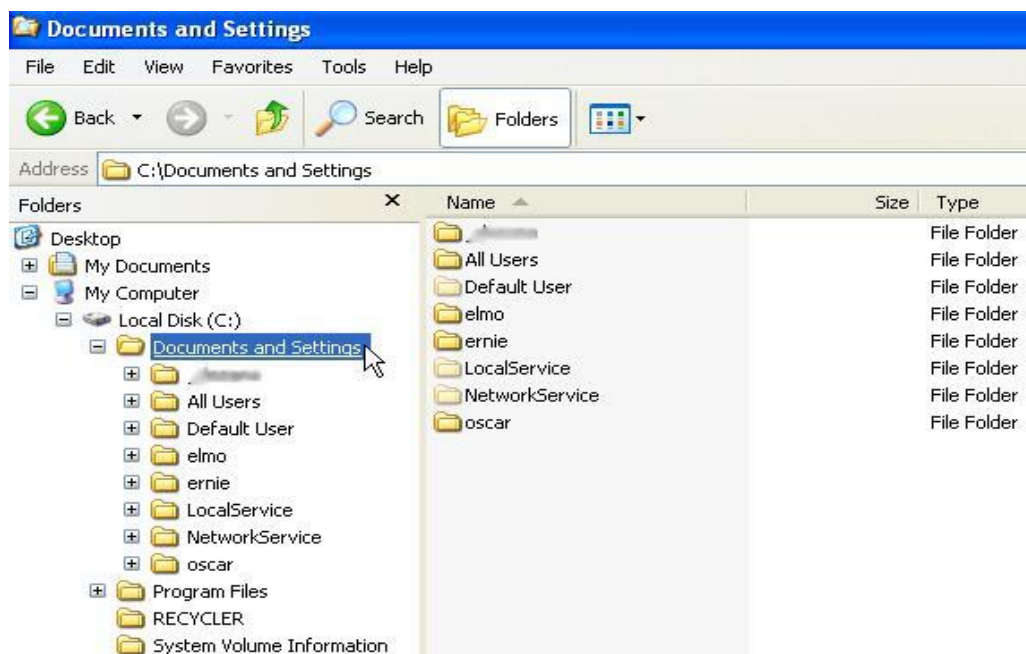 Documents and Settings
File Edit View Favorites Tools Help
Back Search Folders
Address C:\Documents and Settings
Folders × Name Size Type
Desktop
My Documents
My Computer
Local Disk (C:)
Documents and Settings
All Users
Default User
elmo
ernie
LocalService
NetworkService
oscar
Program Files
RECYCLER
System Volume Information
File Folder
All Users File Folder
Default User File Folder
elmo File Folder
ernie File Folder
LocalService File Folder
NetworkService File Folder
oscar File Folder